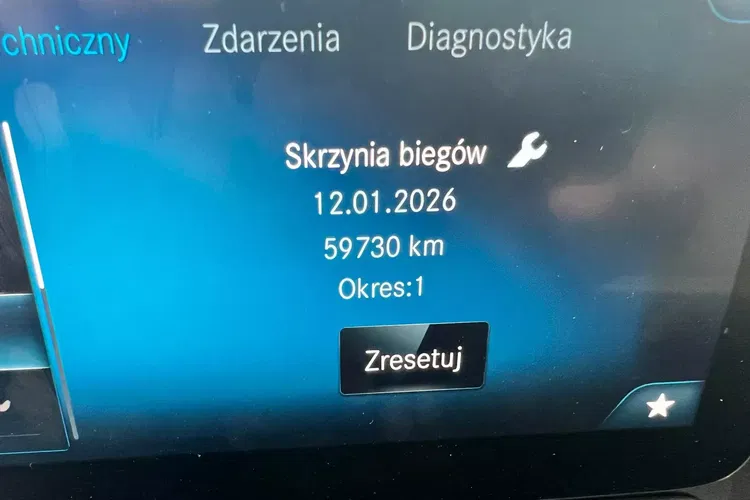 chniczny Zdarzenia Diagnostyka
Skrzynia biegów
12.01.2026
59730 km
Okres:1
Zresetuj